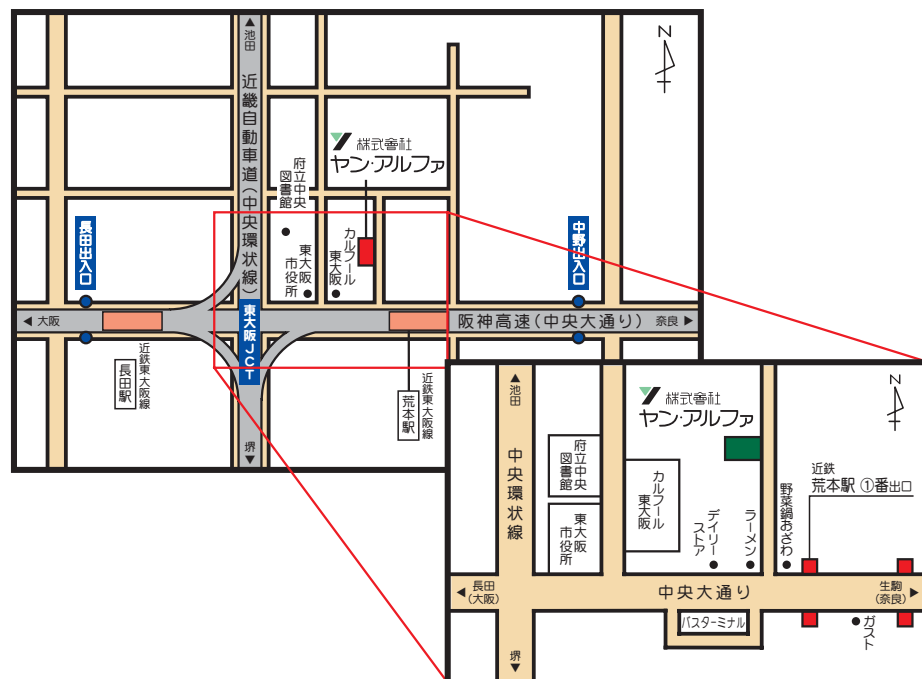 ▲池田
近畿自動車道(中央環状線)
N
株式會社
ヤン・アルファ
府立中央
図書館
長田出入口
中野出入口
カルフール
東大阪
東大阪
市役所
◀大阪
東大阪JCT
阪神高速(中央大通り)
奈良▶
近鉄東大阪線
長田駅
近鉄東大阪線
荒本駅
堺▼
▲池田
中央環状線
株式會社
ヤン・アルファ
N
府立中央
図書館
カルフール
東大阪
東大阪
市役所
デイリー
ストア
ラーメン
野菜鍋おざわ
近鉄
荒本駅 ①番出口
◀長田
(大阪)
中央大通り
生駒▶
(奈良)
バスターミナル
ガスト
堺▼